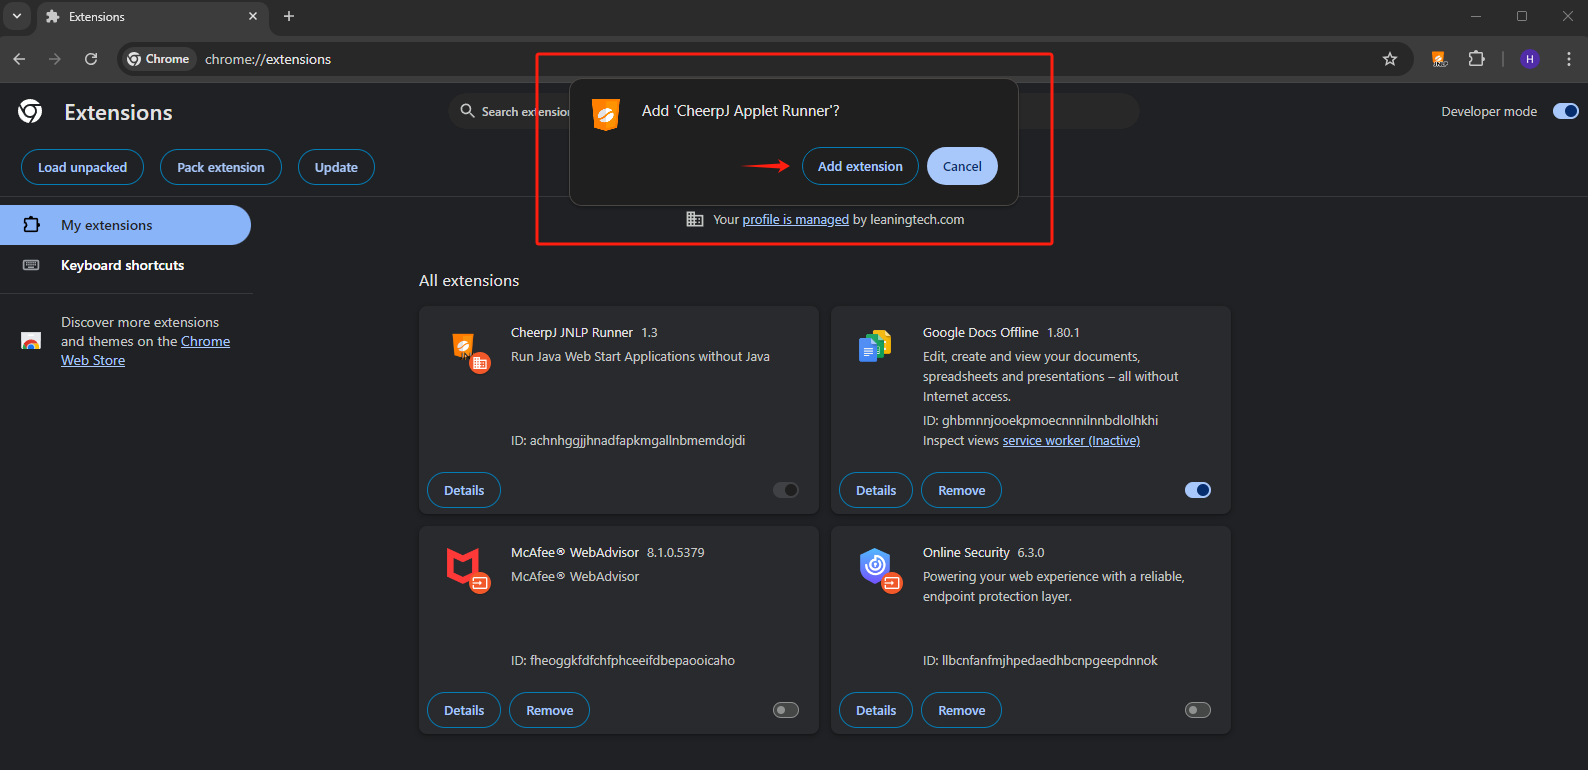 Extensions
Chrome
chrome://extensions
H
Extensions
Search extension
Add 'CheerpJ Applet Runner'?
Developer mode
Load unpacked
Pack extension
Update
Add extension
Cancel
Your profile is managed by leaningtech.com
My extensions
Keyboard shortcuts
Discover more extensions
and themes on the Chrome
Web Store
All extensions
CheerpJ JNLP Runner 1.3
Run Java Web Start Applications without Java
ID: achnhggjjhnadfapkmgallnbmemdojdi
Details
Google Docs Offline 1.80.1
Edit, create and view your documents,
spreadsheets and presentations – all without
Internet access.
ID: ghbmnnjooekpmoecnnnilnnbdlolhkhi
Inspect views service worker (Inactive)
Details
Remove
McAfee® WebAdvisor 8.1.0.5379
McAfee® WebAdvisor
ID: fheoggkfdfchfphceeifdbepaooicaho
Details
Remove
Online Security 6.3.0
Powering your web experience with a reliable,
endpoint protection layer.
ID: llbcnfanfmjhpedaedhbcnpgeepdnnok
Details
Remove